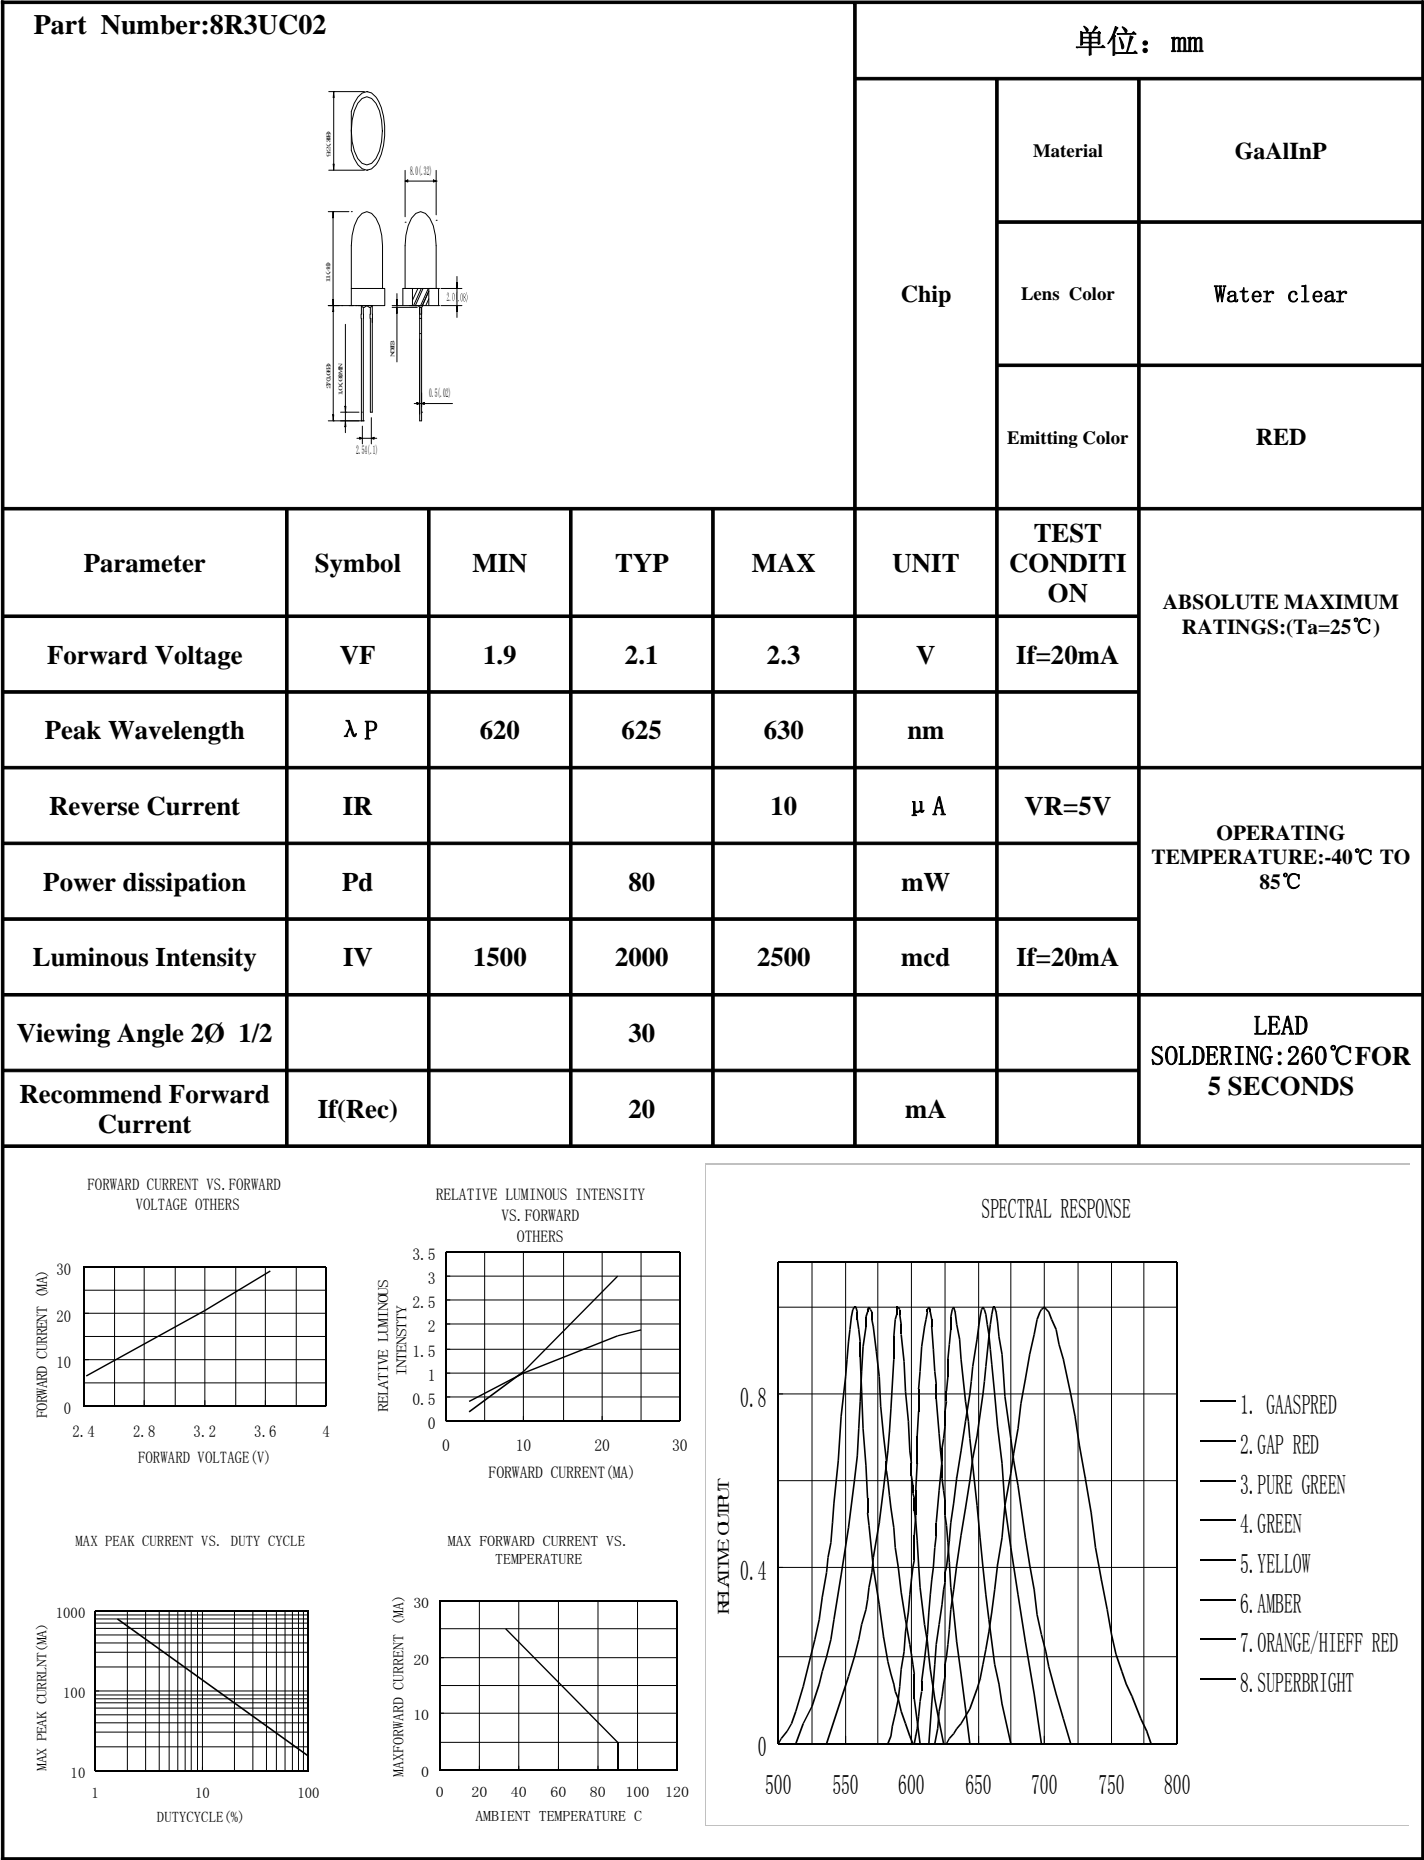 Part Number:8R3UC02
单位：mm
8.0(.32)
2.0(.08)
0.5(.02)
2.54(.1)
Chip
Material
GaAlInP
Lens Color
Water clear
Emitting Color
RED
Parameter
Symbol
MIN
TYP
MAX
UNIT
TEST
CONDITI
ON
ABSOLUTE MAXIMUM
RATINGS:(Ta=25℃)
Forward Voltage
VF
1.9
2.1
2.3
V
If=20mA
Peak Wavelength
λP
620
625
630
nm
Reverse Current
IR
10
μA
VR=5V
OPERATING
TEMPERATURE:-40℃ TO
85℃
Power dissipation
Pd
80
mW
Luminous Intensity
IV
1500
2000
2500
mcd
If=20mA
Viewing Angle 2Ø 1/2
30
LEAD
SOLDERING:260℃FOR
5 SECONDS
Recommend Forward
Current
If(Rec)
20
mA
FORWARD CURRENT VS.FORWARD
VOLTAGE OTHERS
FORWARD CURRENT (MA)
30
20
10
0
2.4 2.8 3.2 3.6 4
FORWARD VOLTAGE(V)
RELATIVE LUMINOUS INTENSITY
VS.FORWARD
OTHERS
RELATIVE LUMINOUS
INTENSTTY
3.5
3
2.5
2
1.5
1
0.5
0
0 10 20 30
FORWARD CURRENT(MA)
MAX PEAK CURRENT VS. DUTY CYCLE
MAX PEAK CURRLNT(MA)
1000
100
10
1 10 100
DUTYCYCLE(%)
MAX FORWARD CURRENT VS.
TEMPERATURE
MAXFORWARD CURRENT (MA)
30
20
10
0
0 20 40 60 80 100 120
AMBIENT TEMPERATURE C
SPECTRAL RESPONSE
RELATIVE OUTPUT
0.8
0.4
0
500 550 600 650 700 750 800
1. GAASPRED
2.GAP RED
3.PURE GREEN
4.GREEN
5.YELLOW
6.AMBER
7.ORANGE/HIEFF RED
8.SUPERBRIGHT